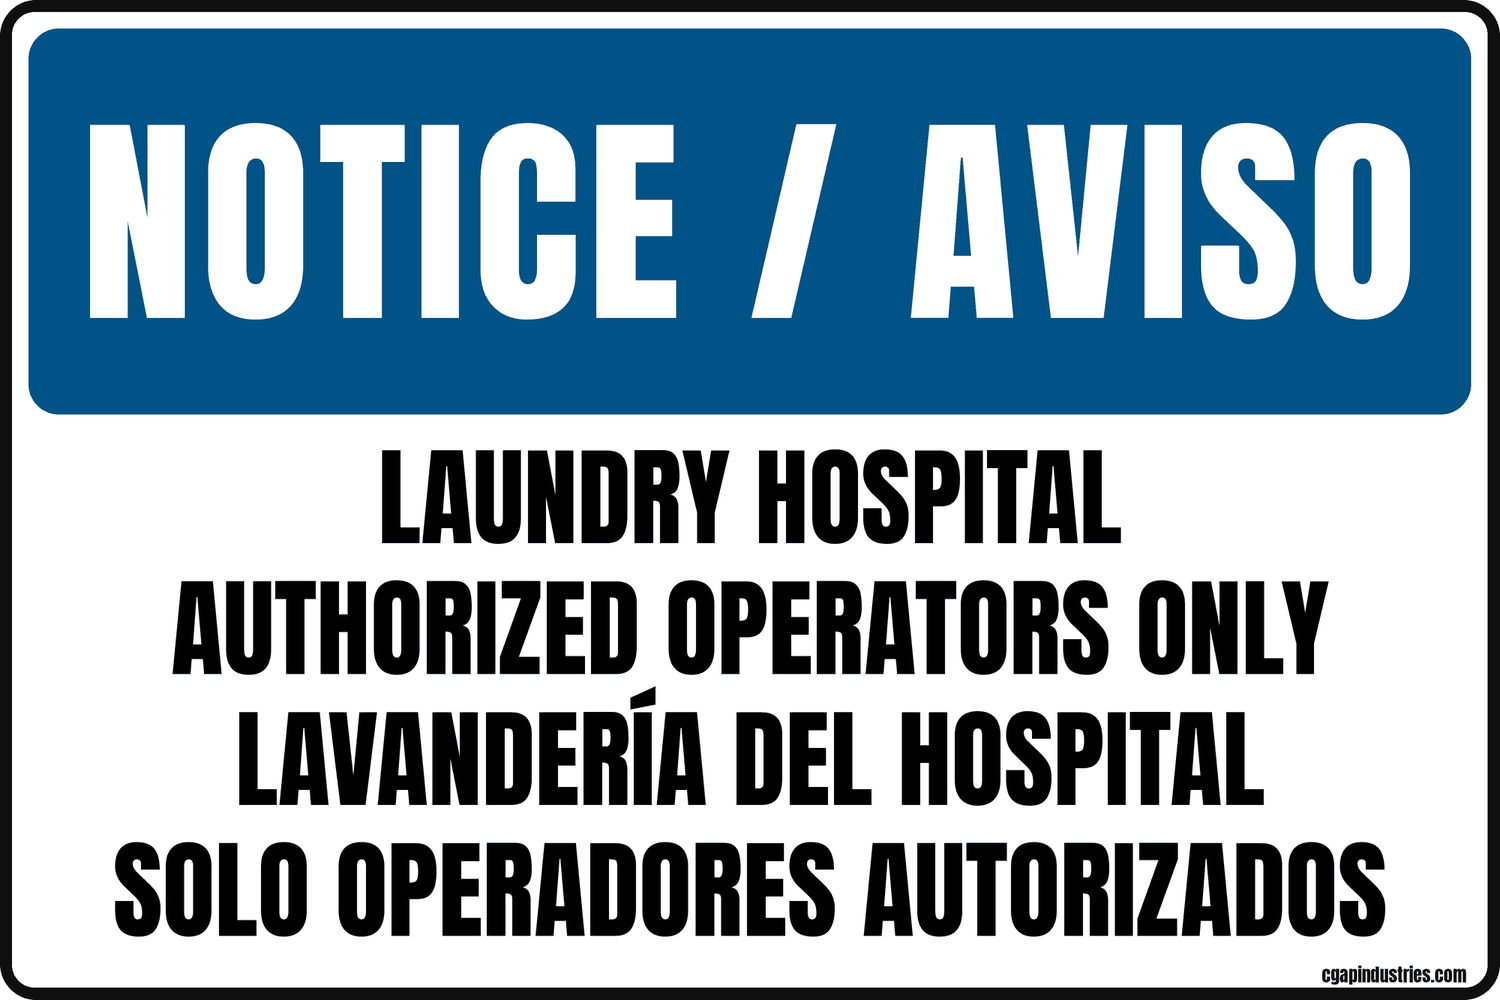 NOTICE / AVISO
LAUNDRY HOSPITAL
AUTHORIZED OPERATORS ONLY
LAVANDERÍA DEL HOSPITAL
SOLO OPERADORES AUTORIZADOS
cgapindustries.com